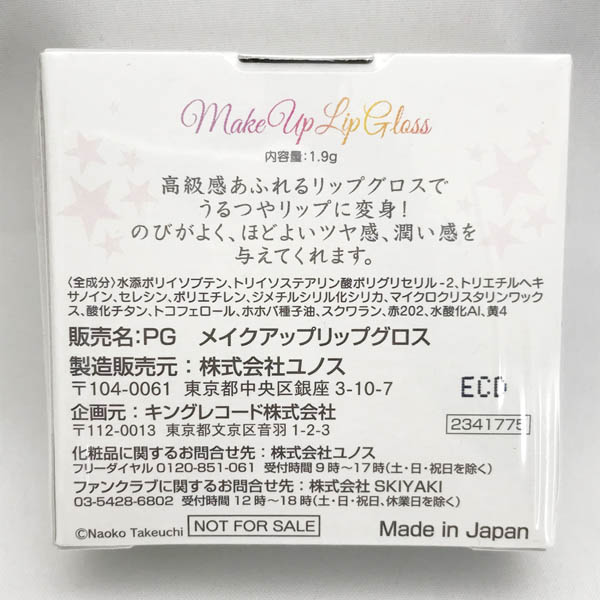 Make Up Lip Gloss
内容量:1.9g
高級感あふれるリップグロスで
うるつやリップに変身!
のびがよく、ほどよいツヤ感、潤い感を
与えてくれます。
〈全成分〉水添ポリイソブテン、トリイソステアリン酸ポリグリセリル-2、トリエチルヘキ
サノイン、セレシン、ポリエチレン、ジメチルシリル化シリカ、マイクロクリスタリンワック
ス、酸化チタン、トコフェロール、ホホバ種子油、スクワラン、赤202、水酸化Al、黄4
販売名:PG メイクアップリップグロス
製造販売元:株式会社ユノス
〒104-0061 東京都中央区銀座3-10-7
ECD
企画元:キングレコード株式会社
〒112-0013 東京都文京区音羽1-2-3
2341775
化粧品に関するお問合せ先:株式会社ユノス
フリーダイヤル 0120-851-061 受付時間9時〜17時(土・日・祝日を除く)
ファンクラブに関するお問合せ先:株式会社SKIYAKI
03-5428-6802 受付時間12時〜18時(土・日・祝日、休業日を除く)
©Naoko Takeuchi NOT FOR SALE Made in Japan